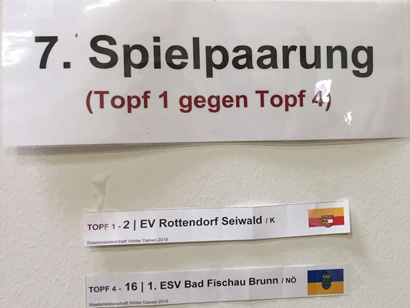 7. Spielpaarung
(Topf 1 gegen Topf 4)
TOPF 1 - 2 | EV Rottendorf Seiwald / K
Staatsmeisterschaft Winter Damen 2018
TOPF 4 - 16 | 1. ESV Bad Fischau Brunn / NÖ
Staatsmeisterschaft Winter Damen 2018